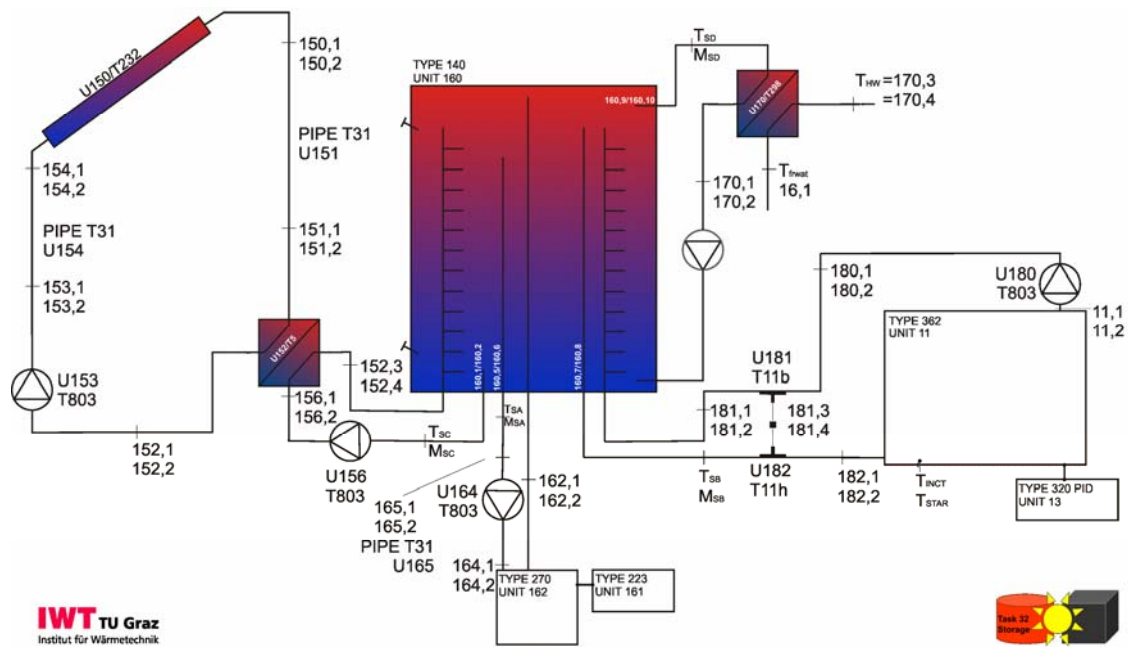 U150/T232
150,1
150,2
PIPE T31
U151
154,1
154,2
PIPE T31
U154
151,1
151,2
153,1
153,2
U152/T5
U153
T803
152,1
152,2
152,3
152,4
156,1
156,2
U156
T803
TSC
MSC
TYPE 140
UNIT 160
160,9/160,10
160,1/160,2
160,5/160,6
160,7/160,8
TSD
MSD
U170/T298
THW =170,3
=170,4
Tfrwat
16,1
170,1
170,2
TSA
MSA
165,1
165,2
PIPE T31
U165
U164
T803
162,1
162,2
164,1
164,2
TYPE 270
UNIT 162
TYPE 223
UNIT 161
180,1
180,2
U180
T803
11,1
11,2
TYPE 362
UNIT 11
U181
T11b
181,1
181,2
181,3
181,4
U182
T11h
TSB
MSB
182,1
182,2
TINCT
TSTAR
TYPE 320 PID
UNIT 13
IWT TU Graz
Institut für Wärmetechnik
Task 32
Storage